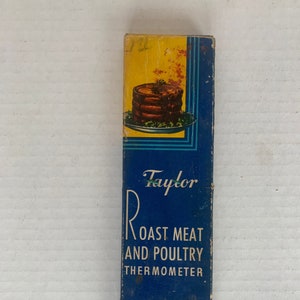 Taylor
ROAST MEAT
AND POULTRY
THERMOMETER